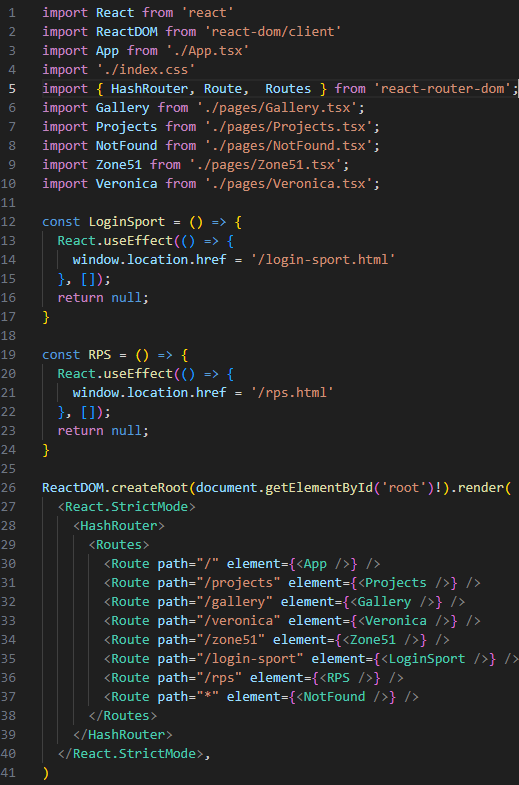 1 import React from 'react'
2 import ReactDOM from 'react-dom/client'
3 import App from './App.tsx'
4 import './index.css'
5 import { HashRouter, Route,  Routes } from 'react-router-dom';
6 import Gallery from './pages/Gallery.tsx';
7 import Projects from './pages/Projects.tsx';
8 import NotFound from './pages/NotFound.tsx';
9 import Zone51 from './pages/Zone51.tsx';
10 import Veronica from './pages/Veronica.tsx';
11
12 const LoginSport = () => {
13   React.useEffect(() => {
14     window.location.href = '/login-sport.html'
15   }, []);
16   return null;
17 }
18
19 const RPS = () => {
20   React.useEffect(() => {
21     window.location.href = '/rps.html'
22   }, []);
23   return null;
24 }
25
26 ReactDOM.createRoot(document.getElementById('root')!).render(
27   <React.StrictMode>
28     <HashRouter>
29       <Routes>
30         <Route path="/" element={<App />} />
31         <Route path="/projects" element={<Projects />} />
32         <Route path="/gallery" element={<Gallery />} />
33         <Route path="/veronica" element={<Veronica />} />
34         <Route path="/zone51" element={<Zone51 />} />
35         <Route path="/login-sport" element={<LoginSport />} />
36         <Route path="/rps" element={<RPS />} />
37         <Route path="*" element={<NotFound />} />
38       </Routes>
39     </HashRouter>
40   </React.StrictMode>,
41 )